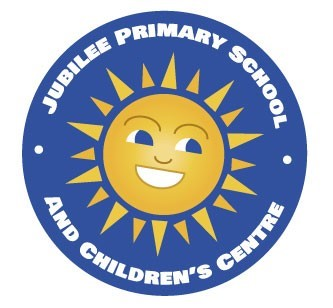 JUBILEE PRIMARY SCHOOL
AND CHILDREN'S CENTRE